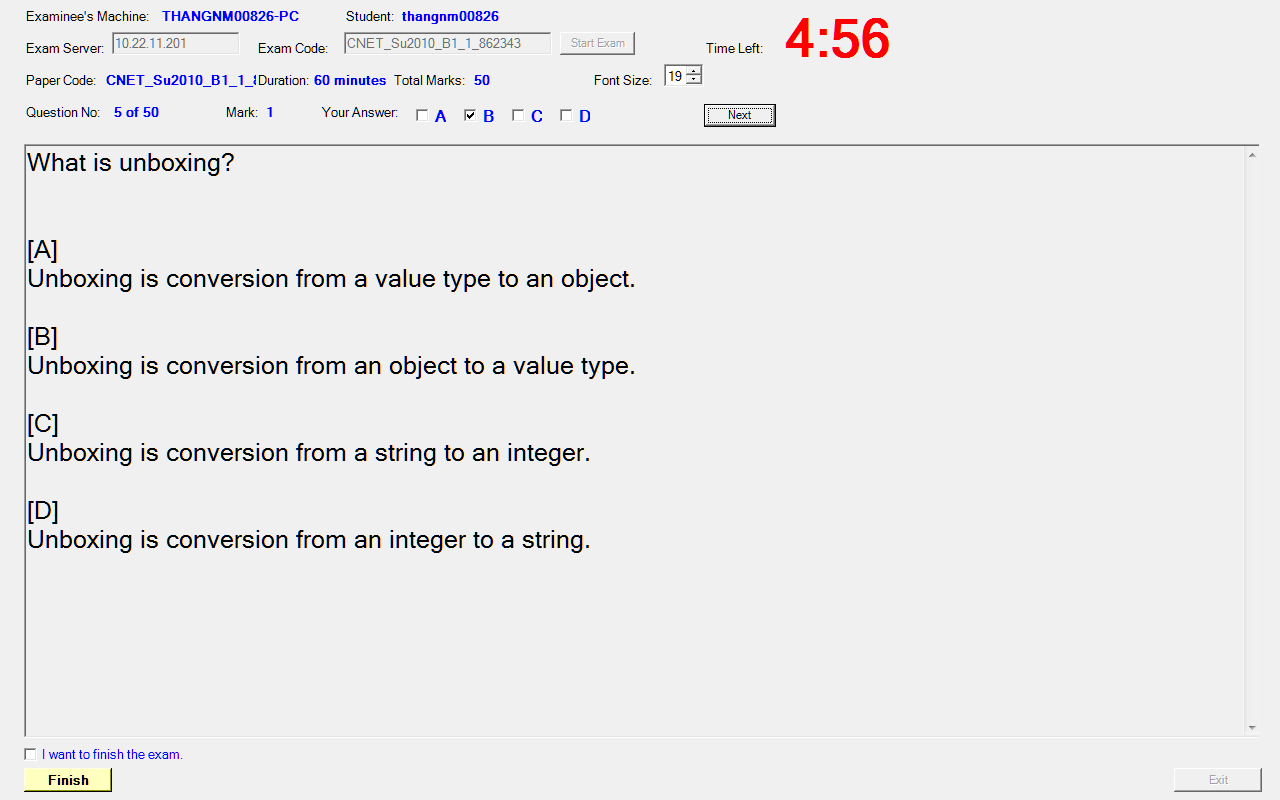 Examinee's Machine: THANGNM00826-PC Student: thangnm00826
Exam Server: 10.22.11.201 Exam Code: CNET_Su2010_B1_1_862343 Start Exam Time Left: 4:56
Paper Code: CNET_Su2010_B1_1_ Duration: 60 minutes Total Marks: 50 Font Size: 19
Question No: 5 of 50 Mark: 1 Your Answer: A B C D Next
What is unboxing?
[A]
Unboxing is conversion from a value type to an object.
[B]
Unboxing is conversion from an object to a value type.
[C]
Unboxing is conversion from a string to an integer.
[D]
Unboxing is conversion from an integer to a string.
I want to finish the exam.
Finish Exit